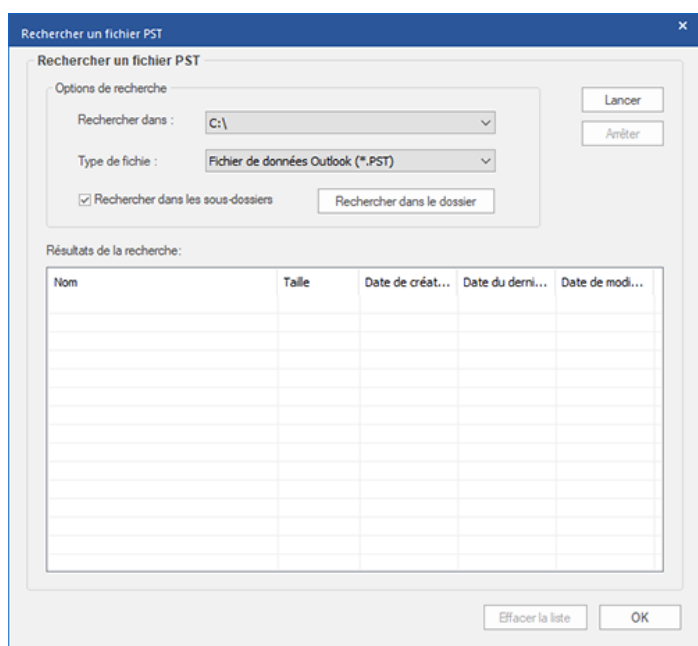 Rechercher un fichier PST
Rechercher un fichier PST
Options de recherche
Rechercher dans :
C:\
Lancer
Arrêter
Type de fichie :
Fichier de données Outlook (*.PST)
Rechercher dans les sous-dossiers
Rechercher dans le dossier
Résultats de la recherche:
Nom Taille Date de créat... Date du derni... Date de modi...
Effacer la liste OK